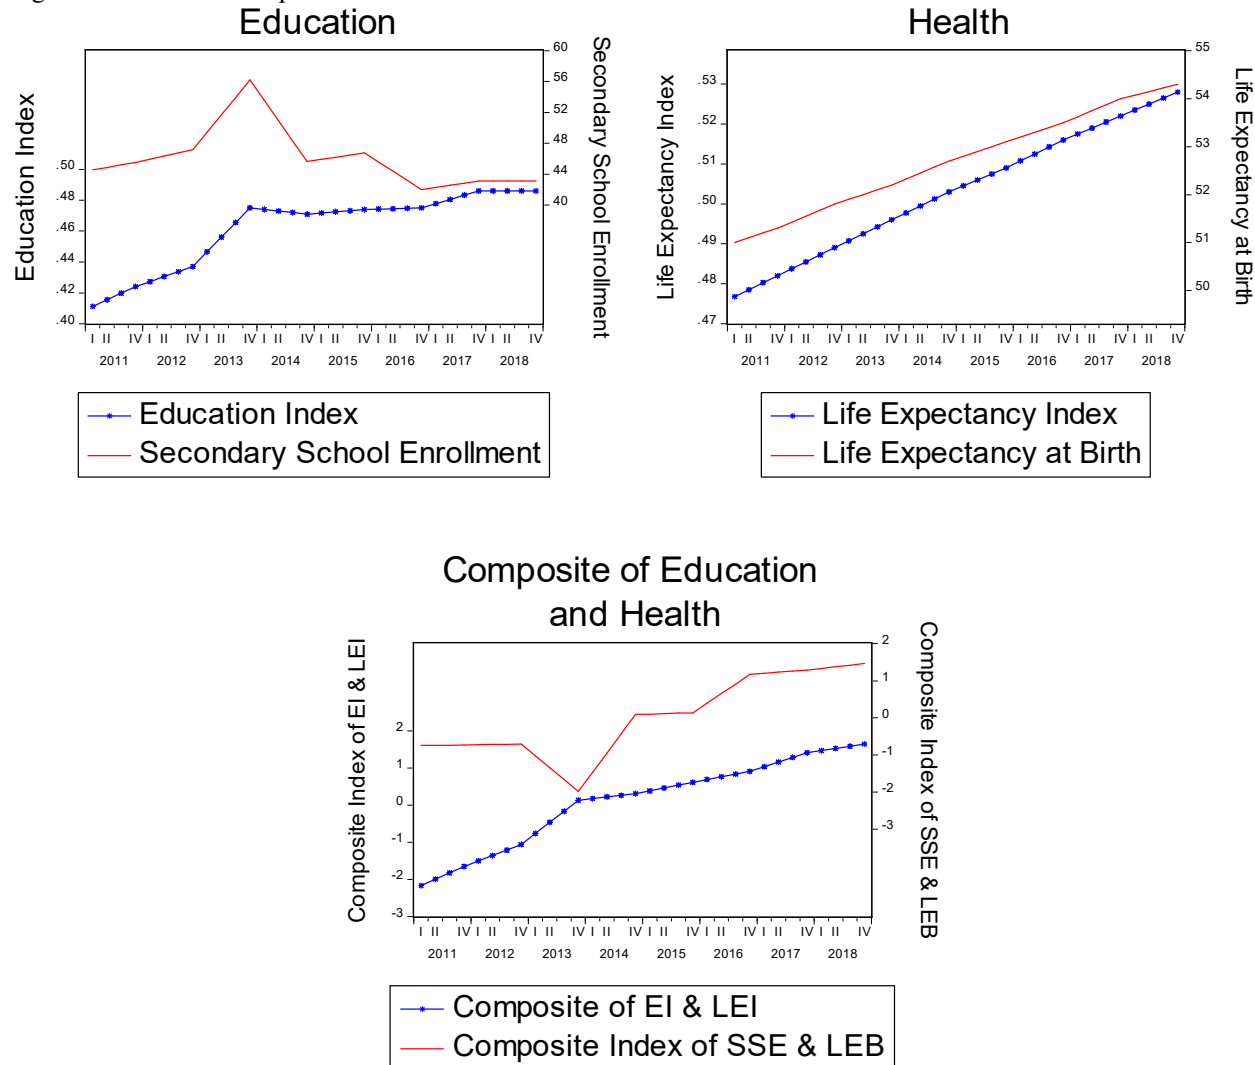 Education
Education Index
.50
.48
.46
.44
.42
.40
60
56
52
48
44
40
Secondary School Enrollment
I II IV I II IV I II IV I II IV I II IV I II IV I II IV I II IV
2011 2012 2013 2014 2015 2016 2017 2018
Education Index
Secondary School Enrollment
Health
Life Expectancy Index
.53
.52
.51
.50
.49
.48
.47
55
54
53
52
51
50
Life Expectancy at Birth
I II IV I II IV I II IV I II IV I II IV I II IV I II IV I II IV
2011 2012 2013 2014 2015 2016 2017 2018
Life Expectancy Index
Life Expectancy at Birth
Composite of Education
and Health
Composite Index of EI & LEI
2
1
0
-1
-2
-3
2
1
0
-1
-2
-3
Composite Index of SSE & LEB
I II IV I II IV I II IV I II IV I II IV I II IV I II IV I II IV
2011 2012 2013 2014 2015 2016 2017 2018
Composite of EI & LEI
Composite Index of SSE & LEB